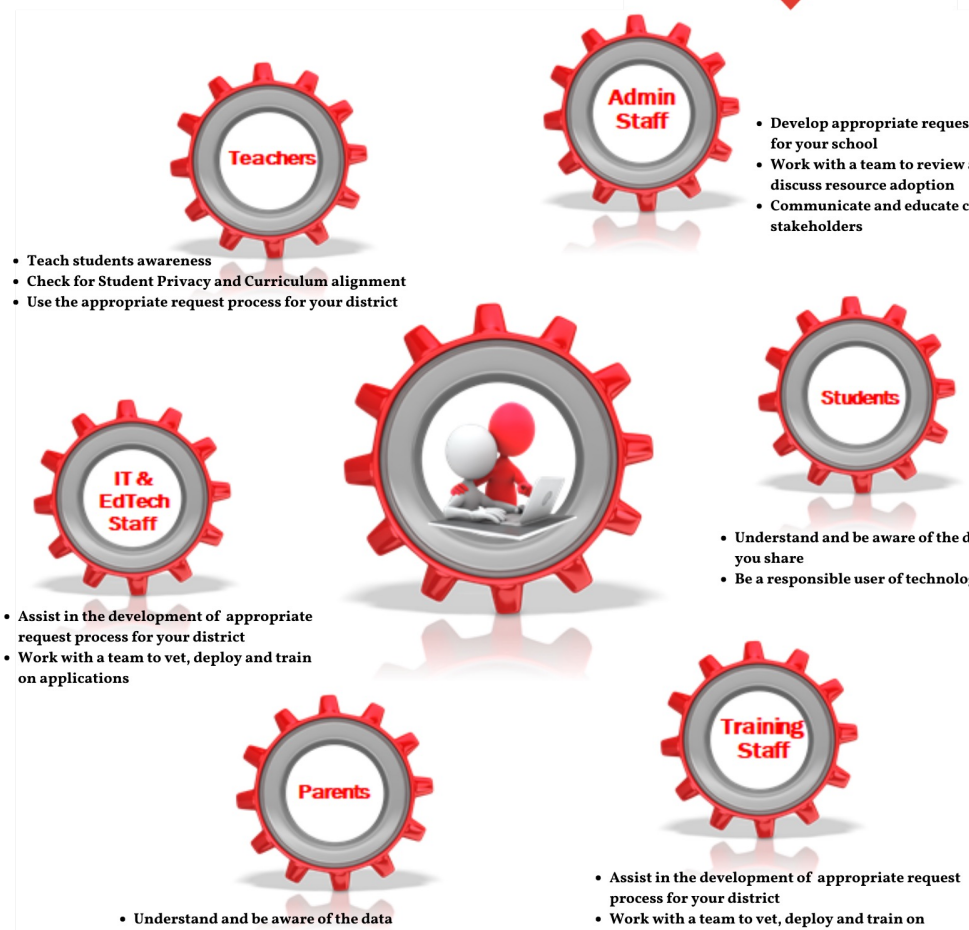 Teachers
• Teach students awareness
• Check for Student Privacy and Curriculum alignment
• Use the appropriate request process for your district
Admin
Staff
• Develop appropriate
for your school
• Work with a team to review
discuss resource adoption
• Communicate and educate
stakeholders
IT &
EdTech
Staff
• Assist in the development of appropriate
request process for your district
• Work with a team to vet, deploy and train
on applications
Students
• Understand and be aware of the
you share
• Be a responsible user of
Parents
• Understand and be aware of the data
Training
Staff
• Assist in the development of appropriate request
process for your district
• Work with a team to vet, deploy and train on